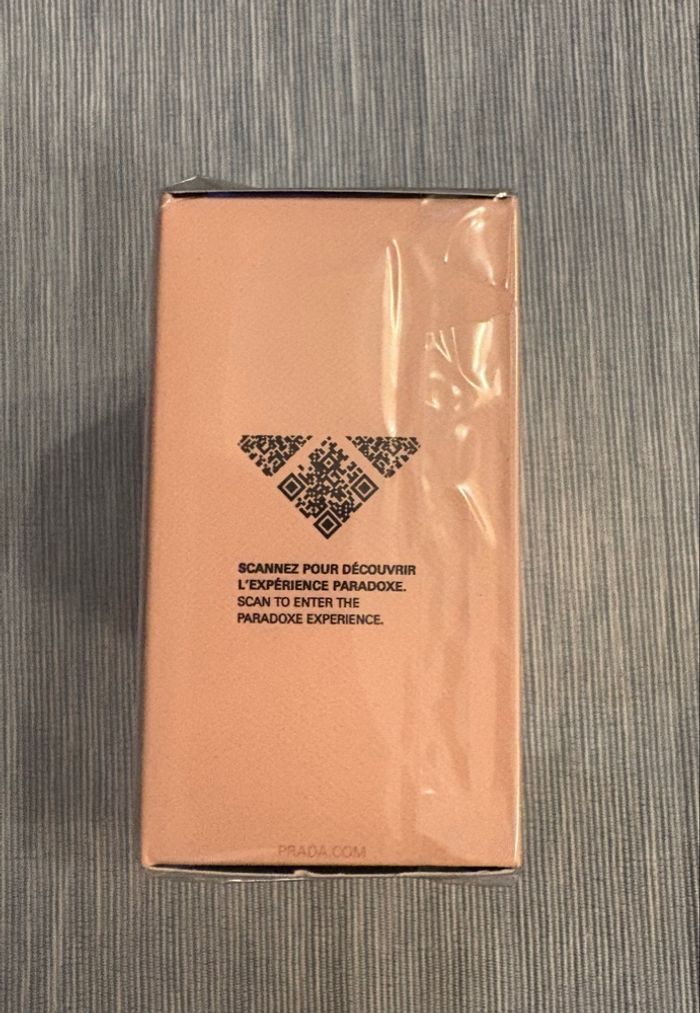 SCANNEZ POUR DÉCOUVRIR
L'EXPÉRIENCE PARADOXE.
SCAN TO ENTER THE
PARADOXE EXPERIENCE.
PRADA.COM